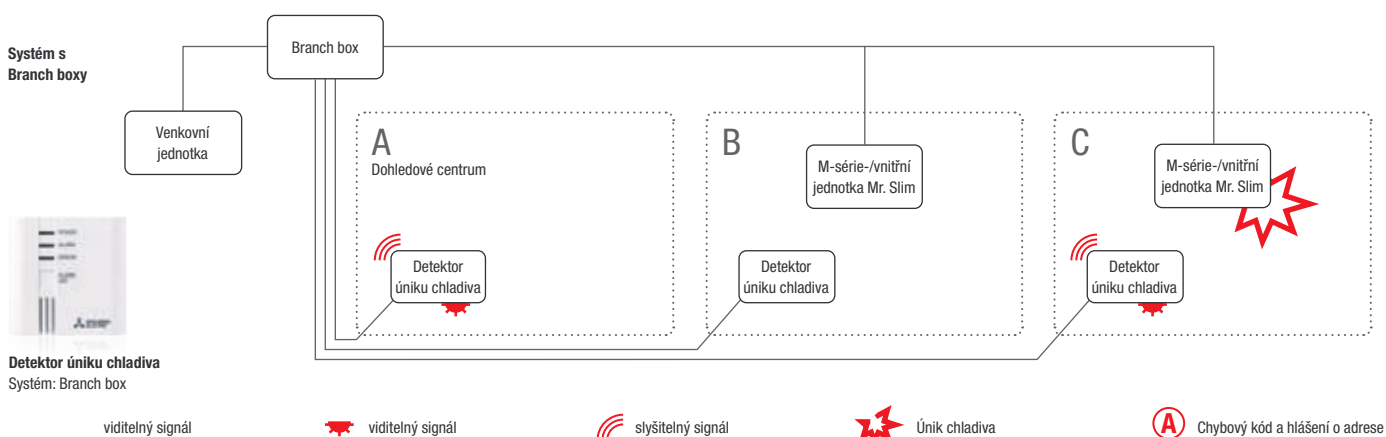 Systém s
Branch boxy
Branch box
Venkovní
jednotka
A
Dohledové centrum
Detektor
úniku chladiva
B
M-série-/vnitřní
jednotka Mr. Slim
Detektor
úniku chladiva
C
M-série-/vnitřní
jednotka Mr. Slim
Detektor
úniku chladiva
Detektor úniku chladiva
Systém: Branch box
viditelný signál
viditelný signál
slyšitelný signál
Únik chladiva
A Chybový kód a hlášení o adrese